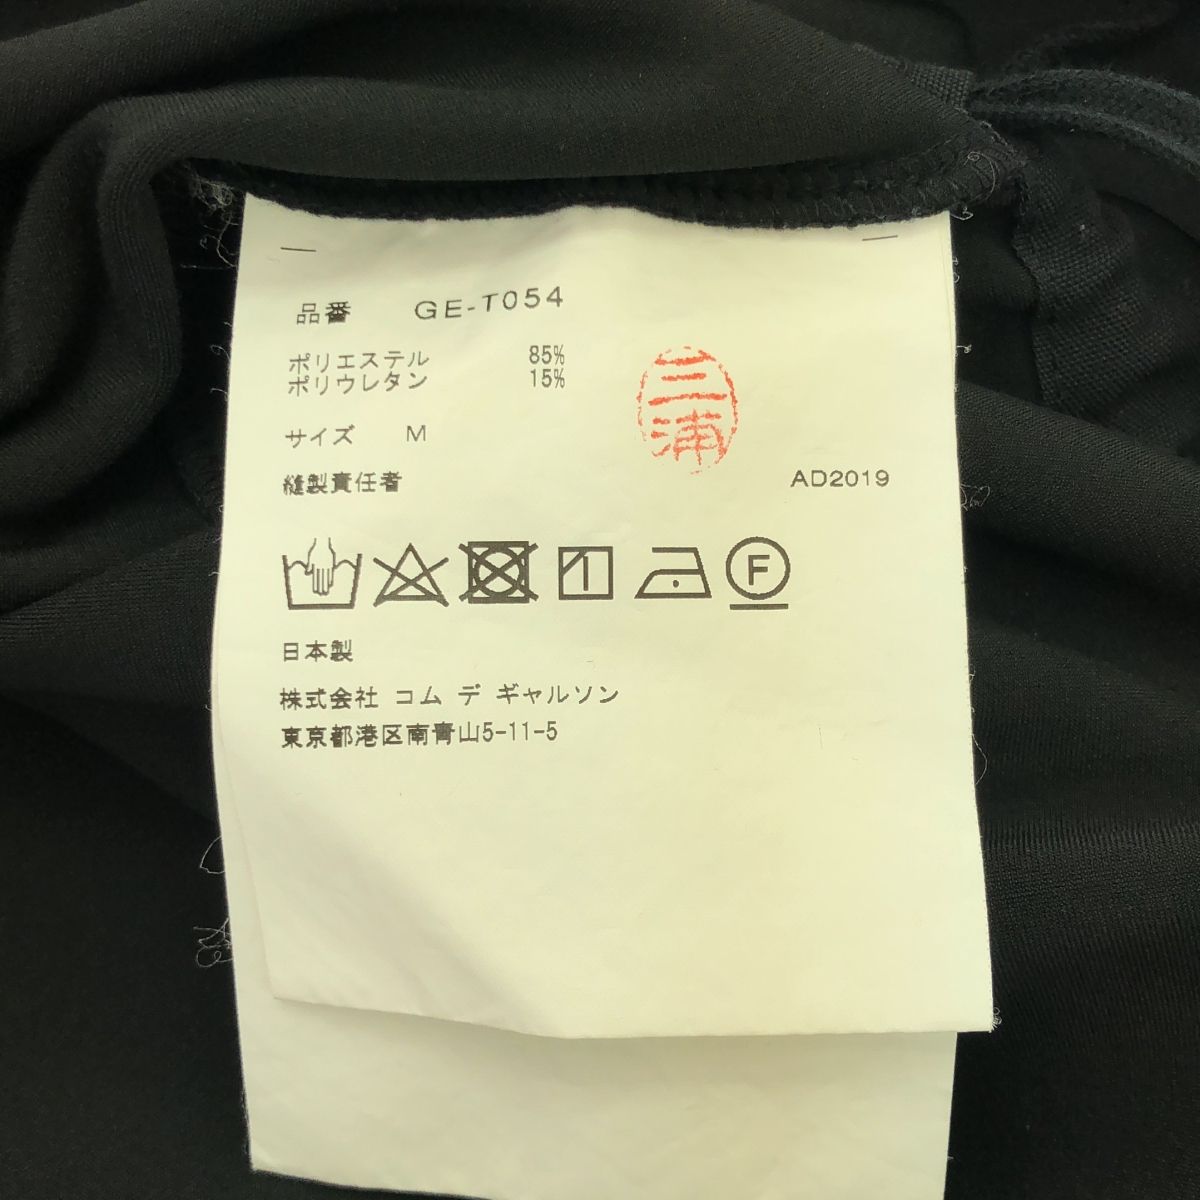 品番 GE-T054
ポリエステル 85%
ポリウレタン 15%
三浦
サイズ M
縫製責任者 AD2019
F
日本製
株式会社 コム デ ギャルソン
東京都港区南青山5-11-5